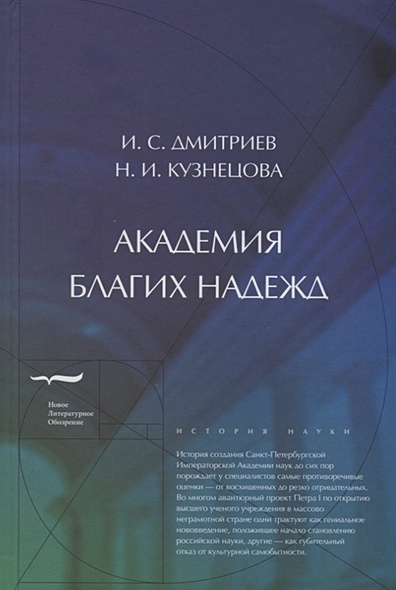 И. С. ДМИТРИЕВ
Н. И. КУЗНЕЦОВА
АКАДЕМИЯ
БЛАГИХ НАДЕЖД
Новое
Литературное
Обозрение
ИСТОРИЯ НАУКИ
История создания Санкт-Петербургской
Императорской Академии наук до сих пор
порождает у специалистов самые противоречивые
оценки — от восхищенных до резко отрицательных.
Во многом авантюрный проект Петра I по открытию
высшего ученого учреждения в массово
неграмотной стране одни трактуют как гениальное
нововведение, положившее начало становлению
российской науки, другие — как губительный
отказ от культурной самобытности.